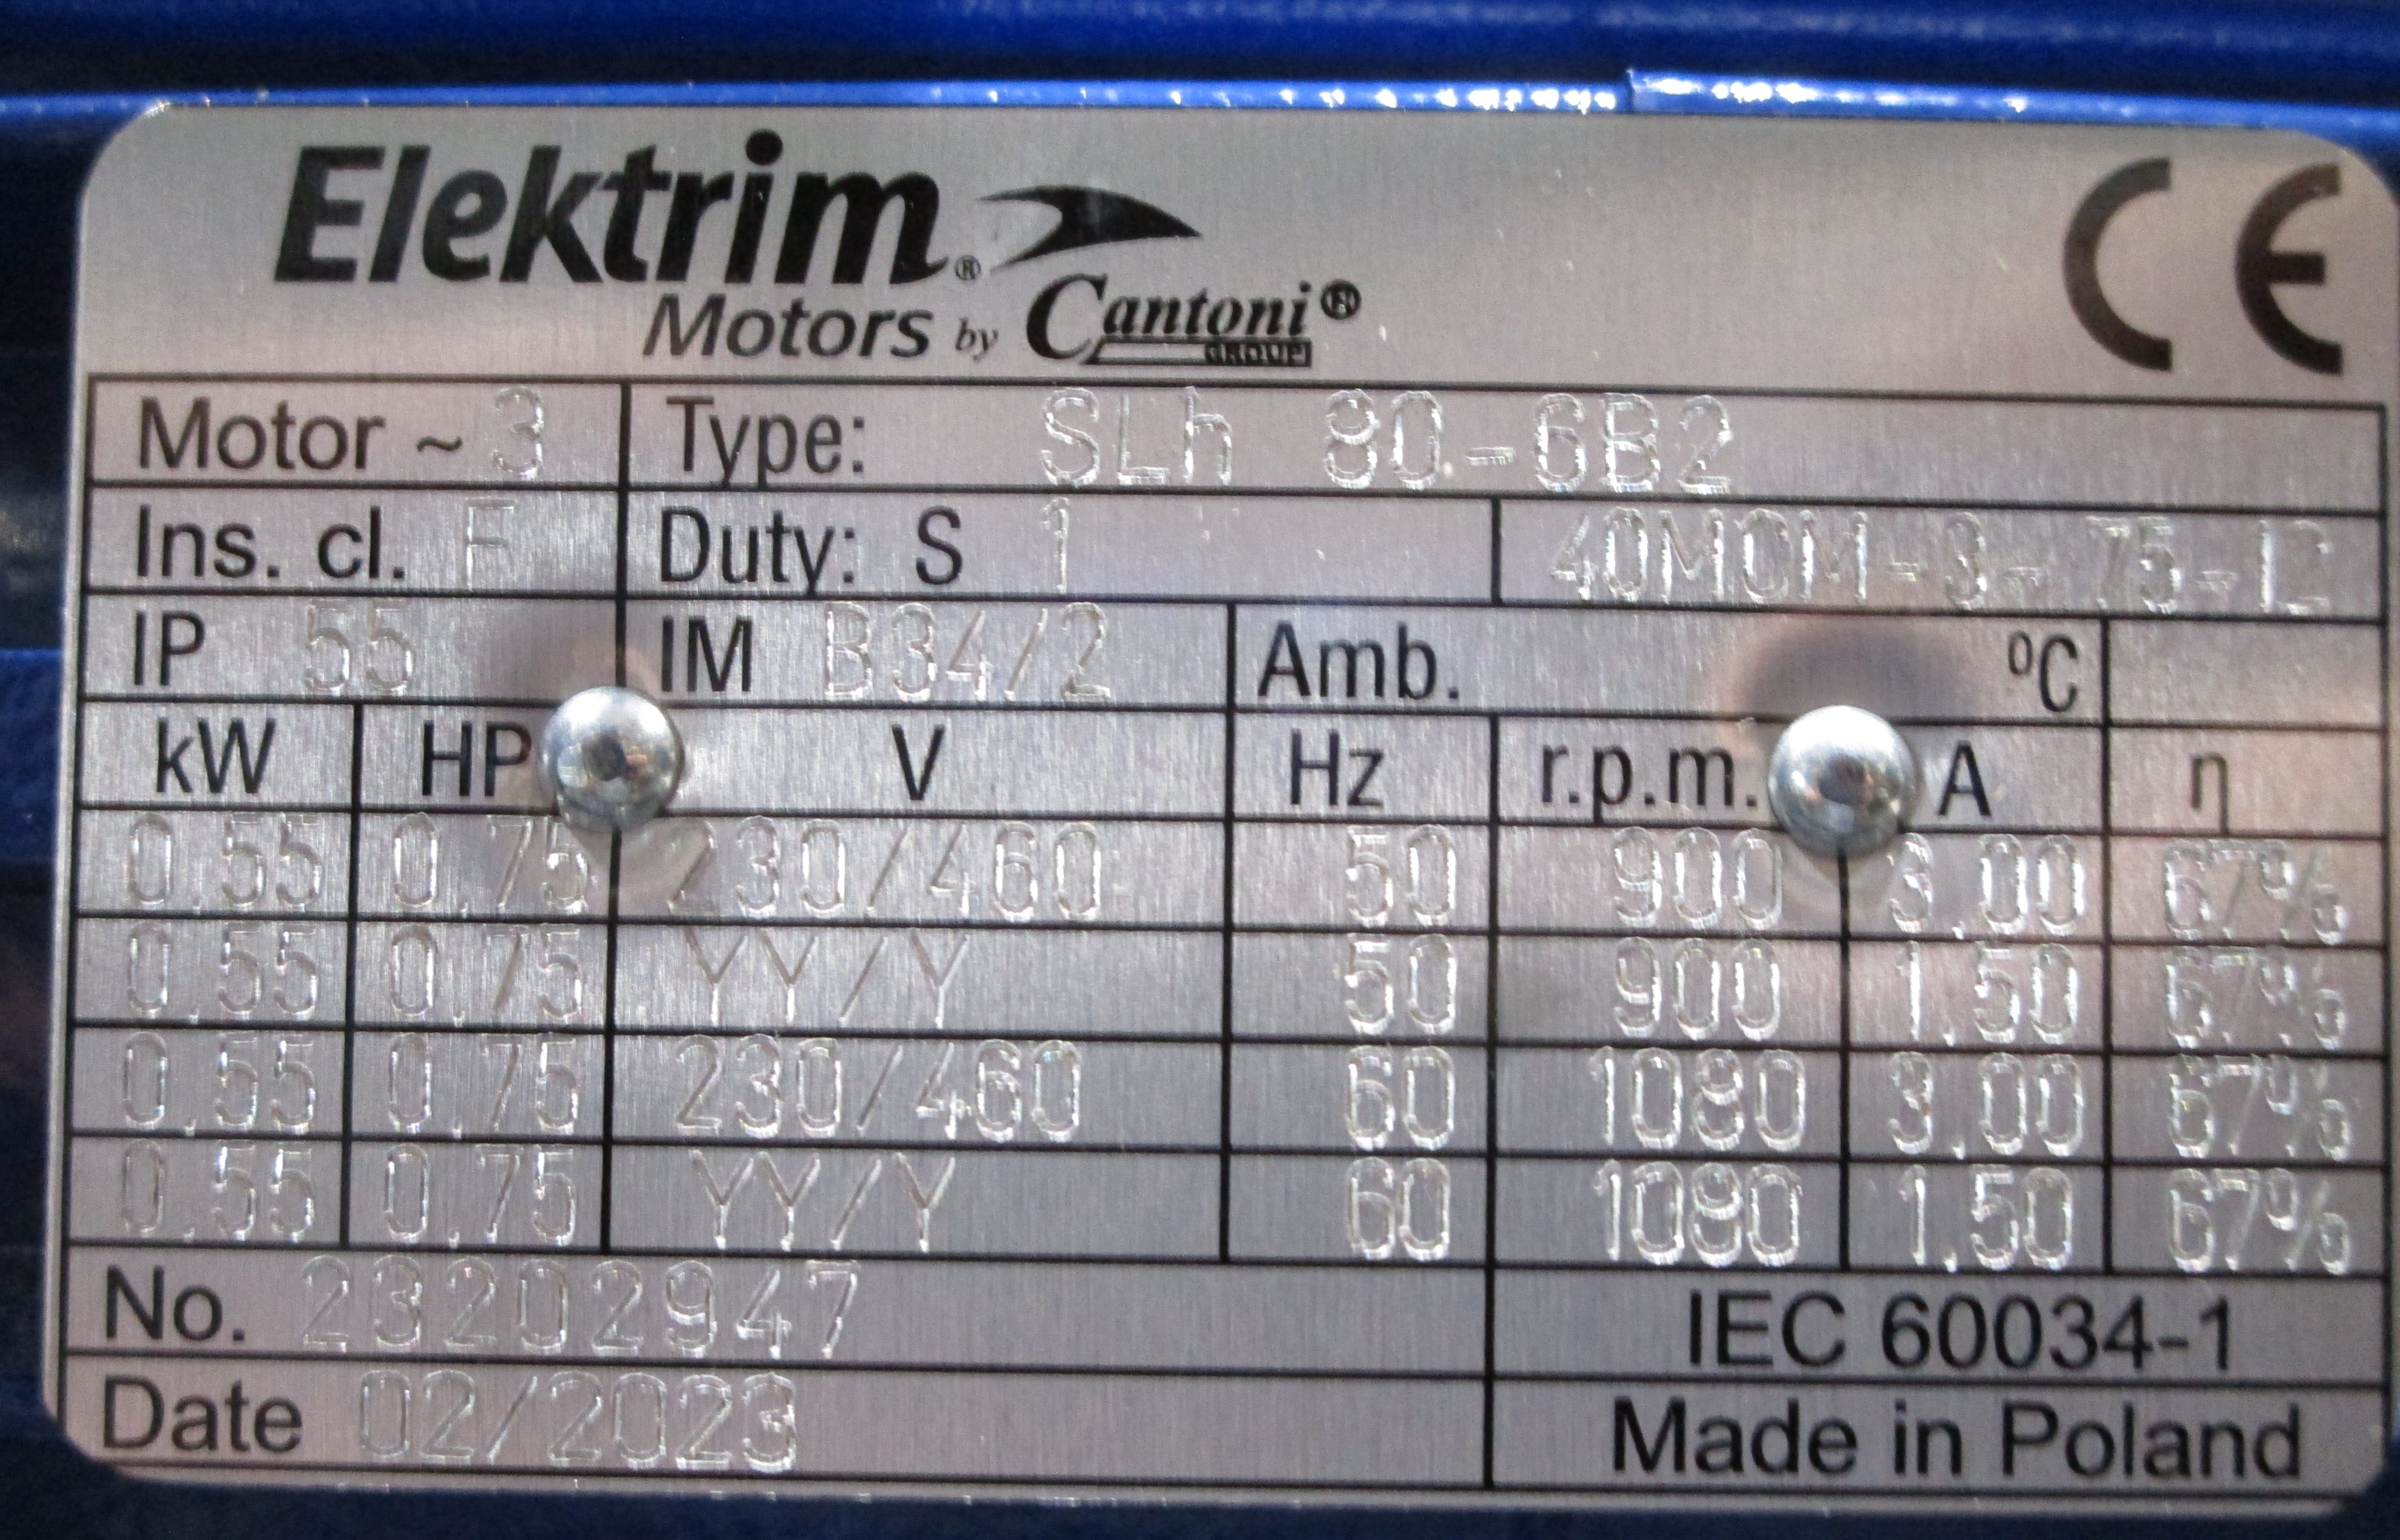 Elektrim®
Motors by Cantoni®
GROUP
CE
Motor ~ 3 Type: SLh 80-6B2
Ins. cl. F Duty: S 1 40MOM-3-75-12
IP 55 IM B34/2 Amb. ºC
kW HP V Hz r.p.m. A η
0,55 0,75 230/460 50 900 3,00 67%
0,55 0,75 YY/Y 50 900 1,50 67%
0,55 0,75 230/460 60 1080 3,00 67%
0,55 0,75 YY/Y 60 1080 1,50 67%
No. 23202947 IEC 60034-1
Date 02/2023 Made in Poland